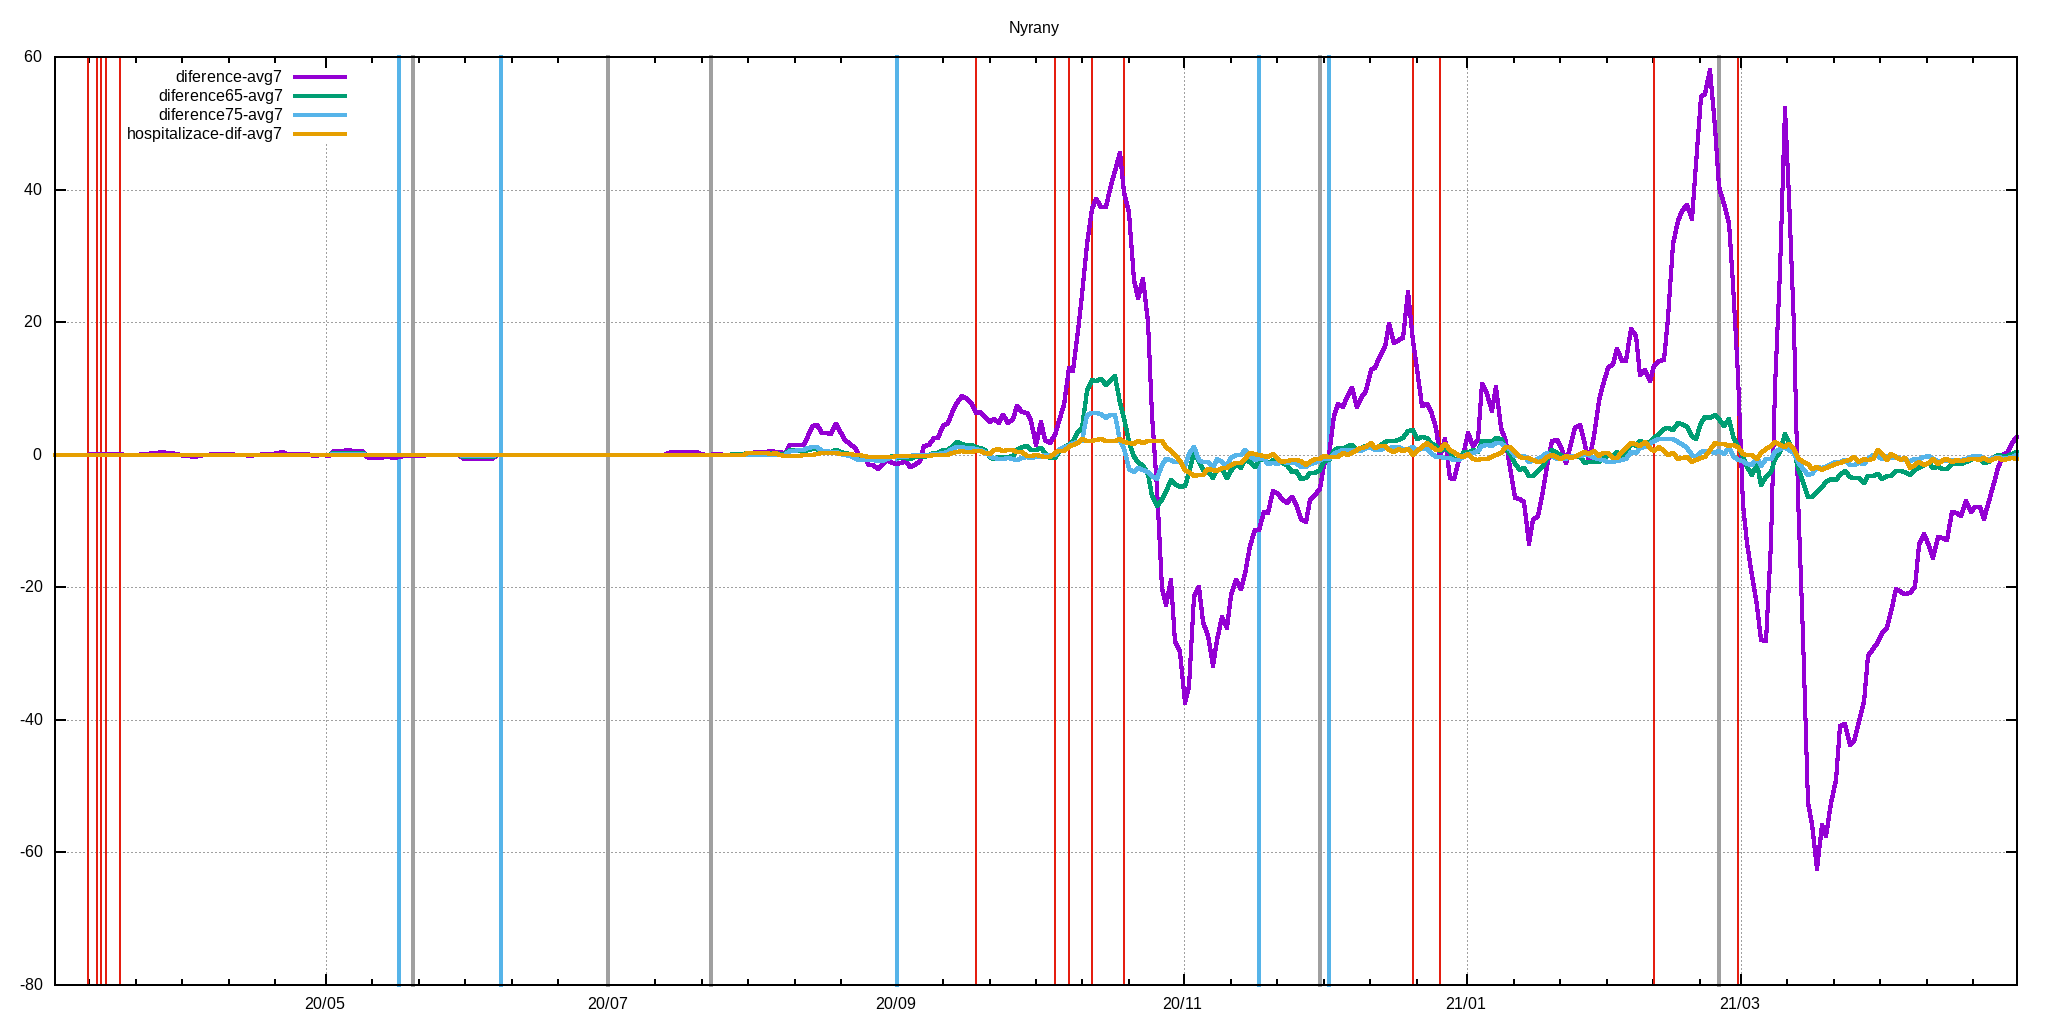 Nyrany
60
diference-avg7
diference65-avg7
diference75-avg7
hospitalizace-dif-avg7
40
20
0
-20
-40
-60
-80
20/05 20/07 20/09 20/11 21/01 21/03